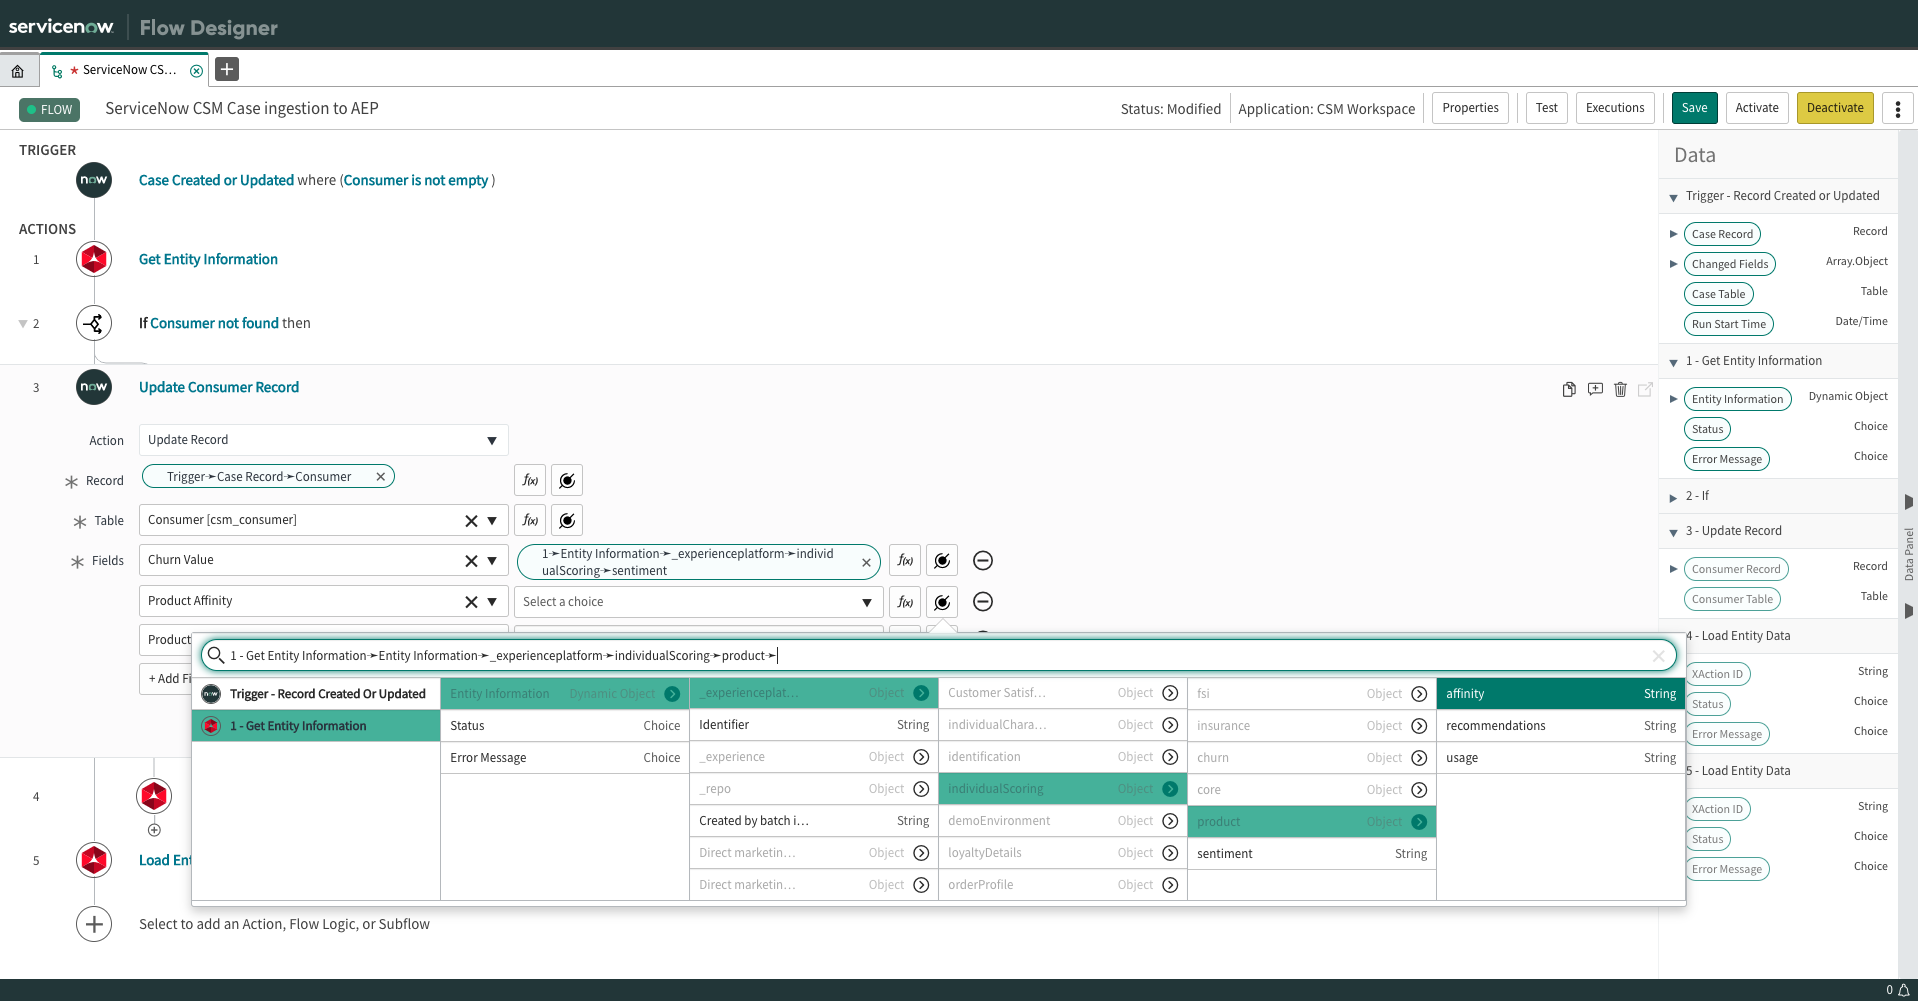 servicenow Flow Designer
ServiceNow CS...
FLOW ServiceNow CSM Case ingestion to AEP Status: Modified Application: CSM Workspace Properties Test Executions Save Activate Deactivate
TRIGGER
now Case Created or Updated where (Consumer is not empty )
ACTIONS
1 Get Entity Information
2 If Consumer not found then
3 now Update Consumer Record
Action Update Record
Record Trigger➛Case Record➛Consumer f(x)
Table Consumer [csm_consumer] f(x)
Fields Churn Value 1➛Entity Information➛_experienceplatform➛individ
ualScoring➛sentiment f(x)
Product Affinity Select a choice f(x)
Product
+ Add Fi
1 - Get Entity Information➛Entity Information➛_experienceplatform➛individualScoring➛product➛
now Trigger - Record Created Or Updated
1 - Get Entity Information
Entity Information Dynamic Object
Status Choice
Error Message Choice
_experienceplat... Object
Identifier String
_experience Object
_repo Object
Created by batch i... String
Direct marketin... Object
Direct marketin... Object
Customer Satisf... Object
individualChara... Object
identification Object
individualScoring Object
demoEnvironment Object
loyaltyDetails Object
orderProfile Object
fsi Object
insurance Object
churn Object
core Object
product Object
sentiment String
affinity String
recommendations String
usage String
4
5 Load Ent
Select to add an Action, Flow Logic, or Subflow
Data
Trigger - Record Created or Updated
Case Record Record
Changed Fields Array.Object
Case Table Table
Run Start Time Date/Time
1 - Get Entity Information
Entity Information Dynamic Object
Status Choice
Error Message Choice
2 - If
3 - Update Record
Consumer Record Record
Consumer Table Table
4 - Load Entity Data
XAction ID String
Status Choice
Error Message Choice
5 - Load Entity Data
XAction ID String
Status Choice
Error Message Choice
Data Panel
0